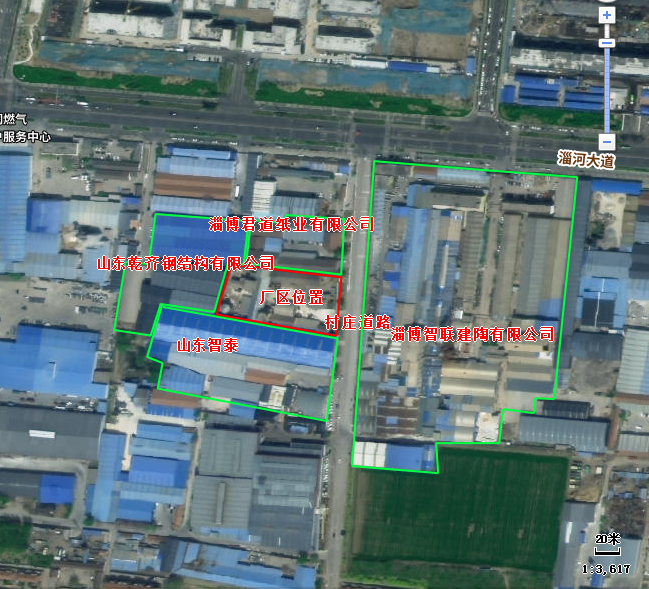 燃气
服务中心
淄河大道
淄博君道纸业有限公司
山东乾齐钢结构有限公司
厂区位置
村庄道路
淄博智联建陶有限公司
山东智泰
20米
1:3,617